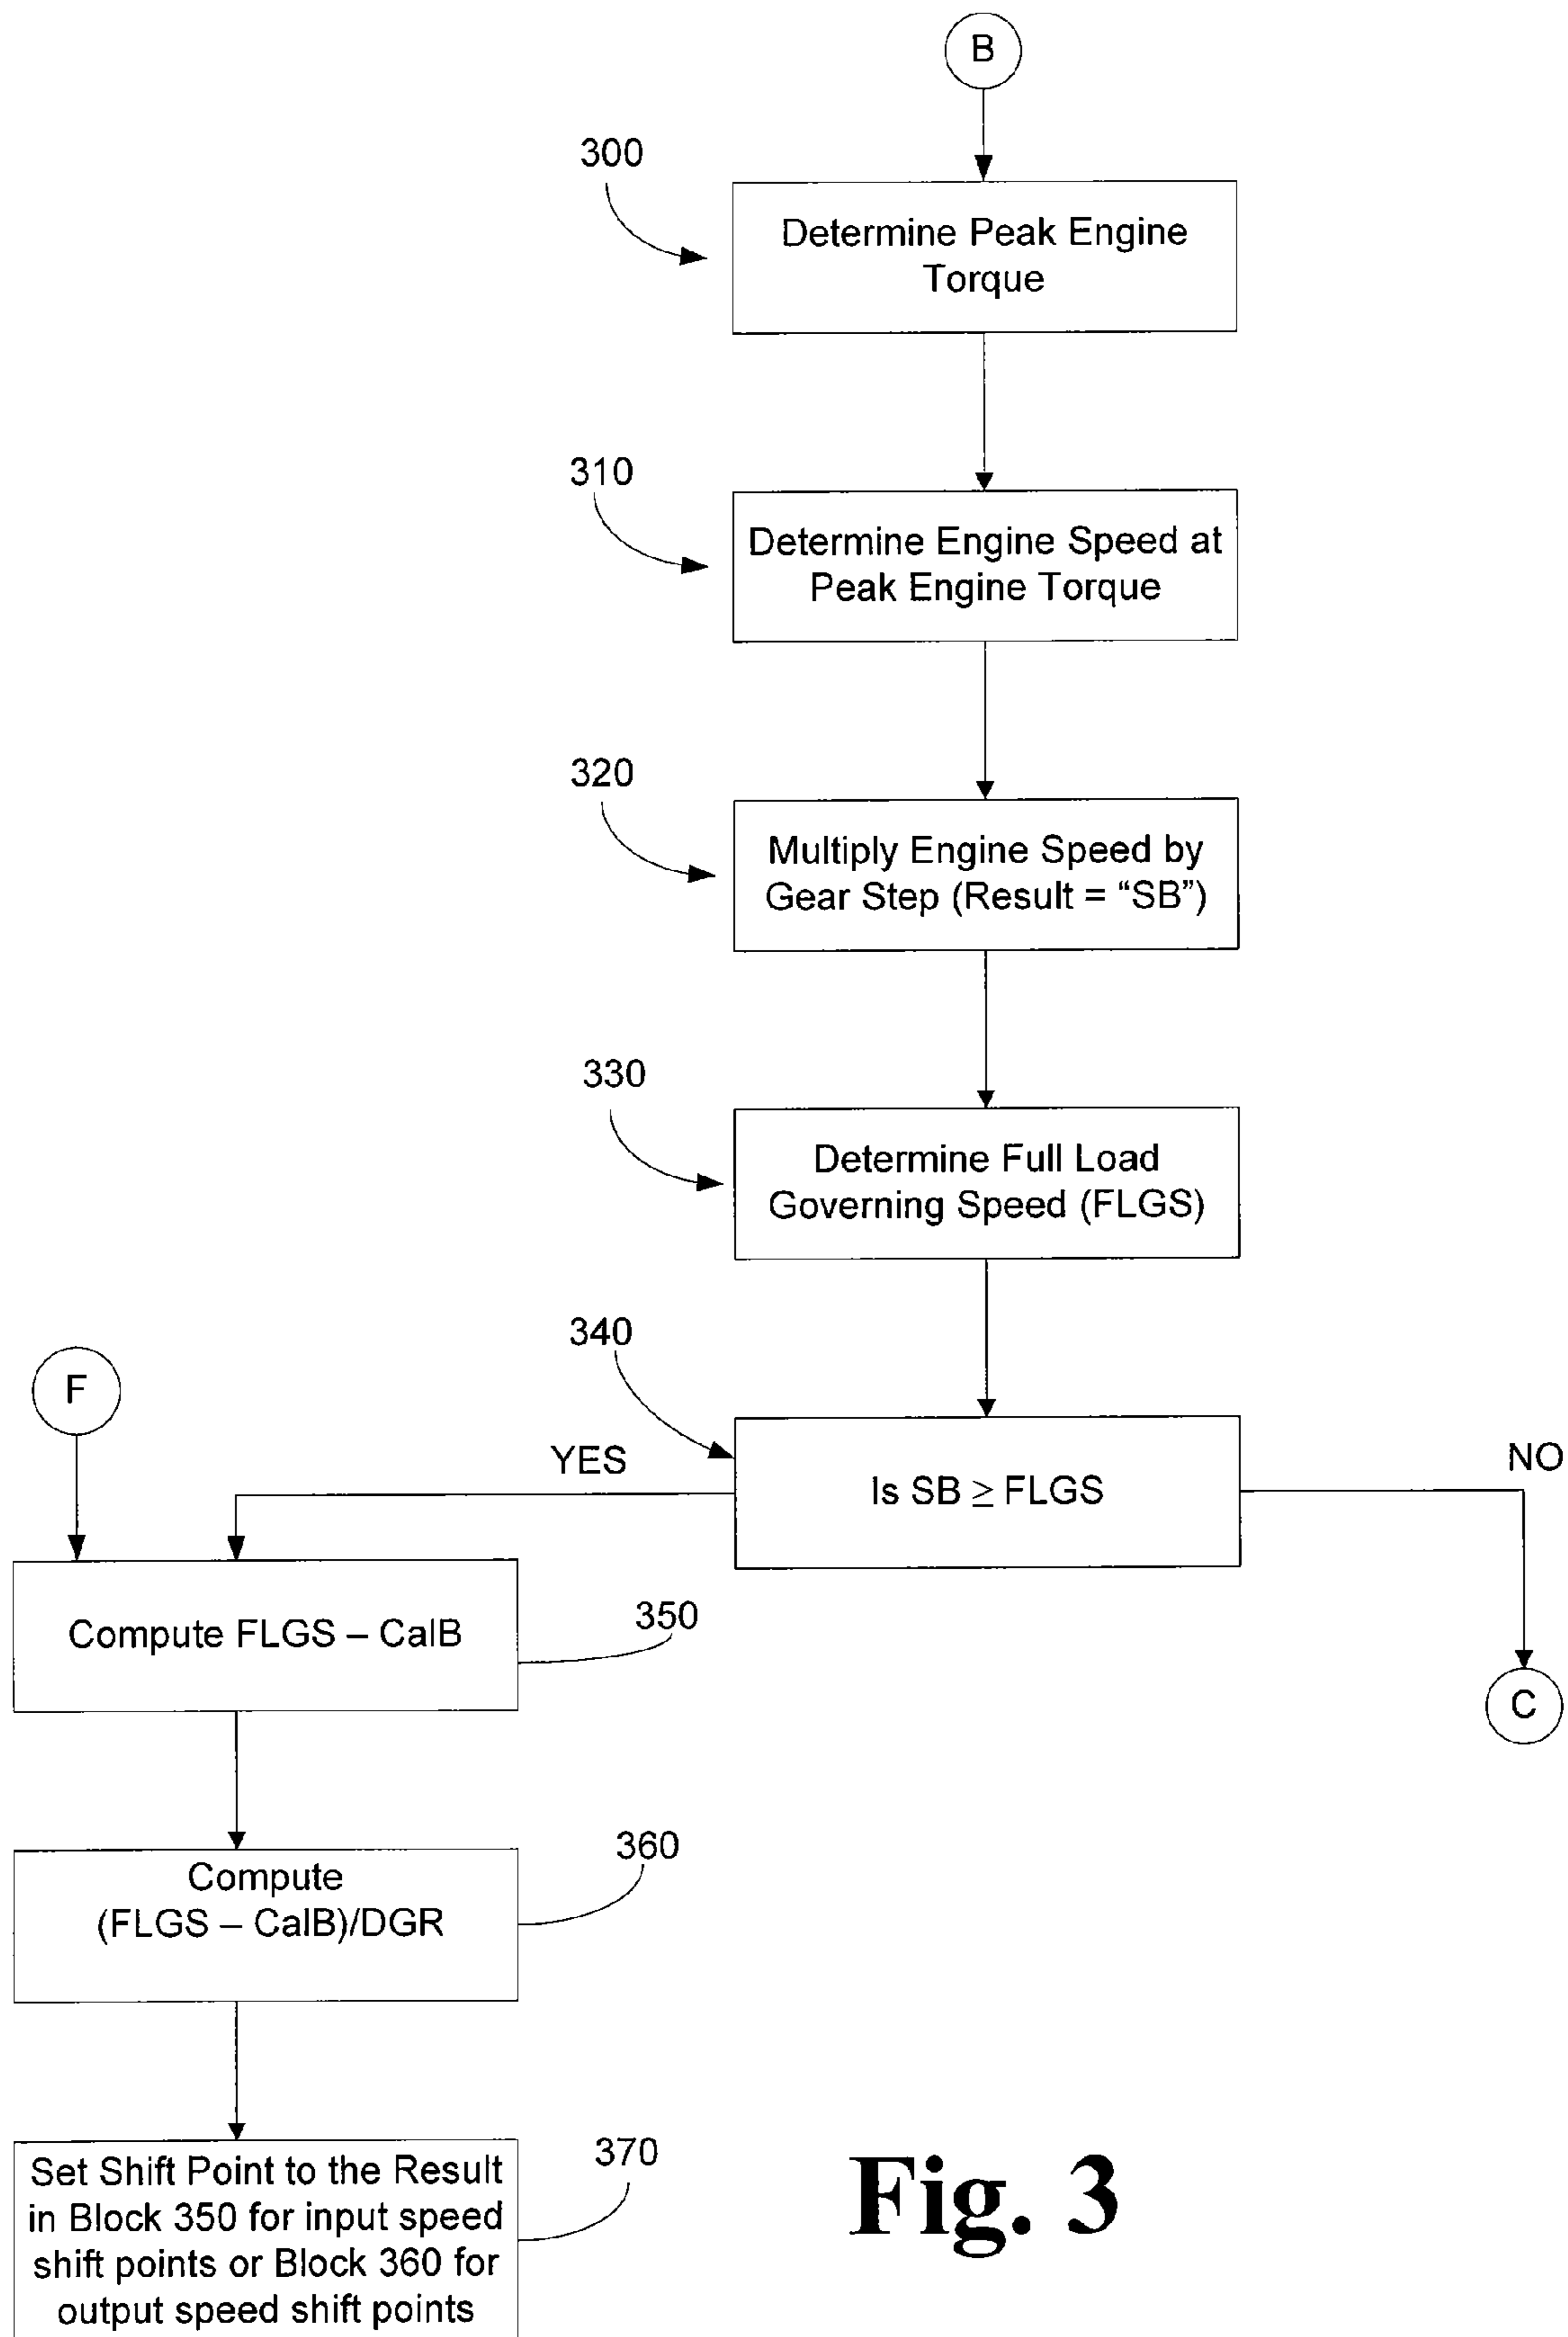 B
300
Determine Peak Engine
Torque
310
Determine Engine Speed at
Peak Engine Torque
320
Multiply Engine Speed by
Gear Step (Result = “SB”)
330
Determine Full Load
Governing Speed (FLGS)
340
F
YES
Is SB ≥ FLGS
NO
Compute FLGS – CalB
350
C
Compute
(FLGS – CalB)/DGR
360
Set Shift Point to the Result
in Block 350 for input speed
shift points or Block 360 for
output speed shift points
370
Fig. 3